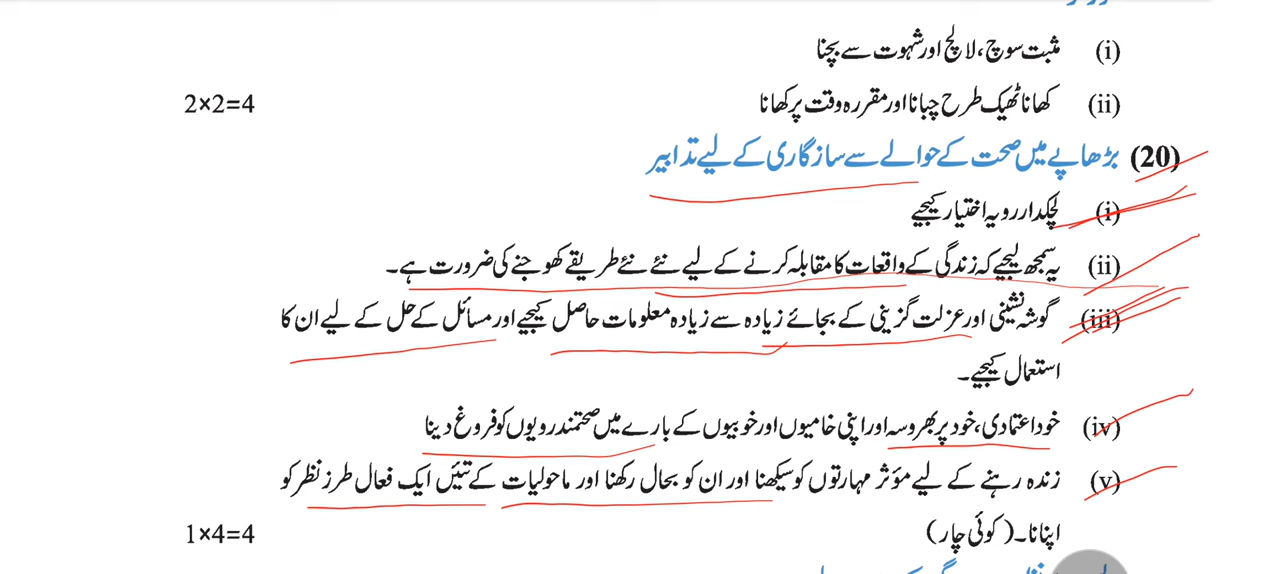 (i) مثبت سوچ، لالچ اور شہوت سے بچنا
(ii) کھانا ٹھیک طرح چبانا اور مقررہ وقت پر کھانا 2×2=4
(20) بڑھاپے میں صحت کے حوالے سے سازگاری کے لیے تدابیر
(i) لچکدار رویہ اختیار کیجیے
(ii) یہ سمجھ لیجیے کہ زندگی کے واقعات کا مقابلہ کرنے کے لیے نئے نئے طریقے کھوجنے کی ضرورت ہے۔
(iii) گوشہ نشینی اور عزلت گزینی کے بجائے زیادہ سے زیادہ معلومات حاصل کیجیے اور مسائل کے حل کے لیے ان کا
استعمال کیجیے۔
(iv) خود اعتمادی، خود پر بھروسہ اور اپنی خامیوں اور خوبیوں کے بارے میں صحتمند رویوں کو فروغ دینا
(v) زندہ رہنے کے لیے مؤثر مہارتوں کو سیکھنا اور ان کو بحال رکھنا اور ماحولیات کے تئیں ایک فعال طرز نظر کو
اپنانا۔ (کوئی چار) 1×4=4